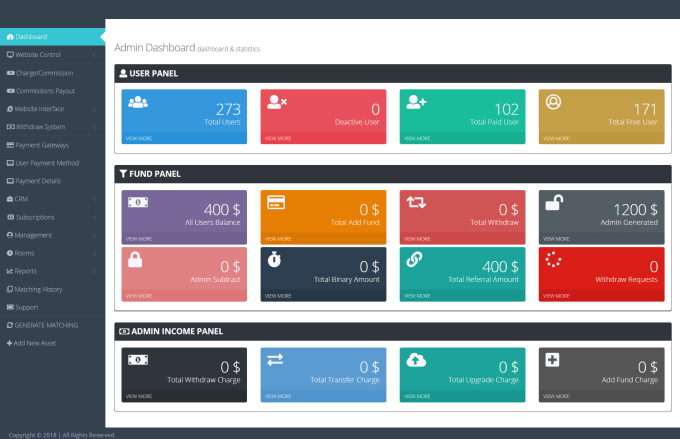 Dashboard
Website Control
Charge/Commission
Commissions Payout
Website Interface
Withdraw System
Payment Gateways
User Payment Method
Payment Details
CRM
Subscriptions
Management
Rooms
Reports
Matching History
Support
GENERATE MATCHING
Add New Asset
Admin Dashboard dashboard & statistics
USER PANEL
273
Total Users
VIEW MORE
0
Deactive User
VIEW MORE
102
Total Paid User
VIEW MORE
171
Total Free User
VIEW MORE
FUND PANEL
400 $
All Users Balance
VIEW MORE
0 $
Total Add Fund
VIEW MORE
0 $
Total Withdraw
VIEW MORE
1200 $
Admin Generated
VIEW MORE
0 $
Admin Subtract
VIEW MORE
0 $
Total Binary Amount
VIEW MORE
400 $
Total Referral Amount
VIEW MORE
0
Withdraw Requests
VIEW MORE
ADMIN INCOME PANEL
0 $
Total Withdraw Charge
VIEW MORE
0 $
Total Transfer Charge
VIEW MORE
0 $
Total Upgrade Charge
VIEW MORE
0 $
Add Fund Charge
VIEW MORE
Copyright © 2018 | All Rights Reserved.